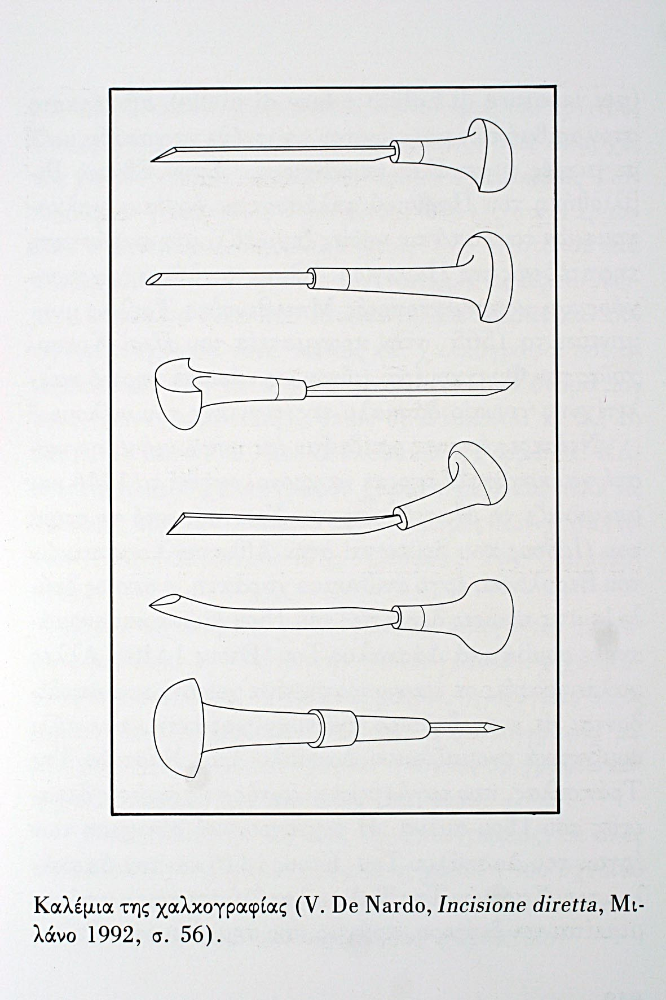 Καλέμια της χαλκογραφίας (V. De Nardo, Incisione diretta, Μι-
λάνο 1992, σ. 56).